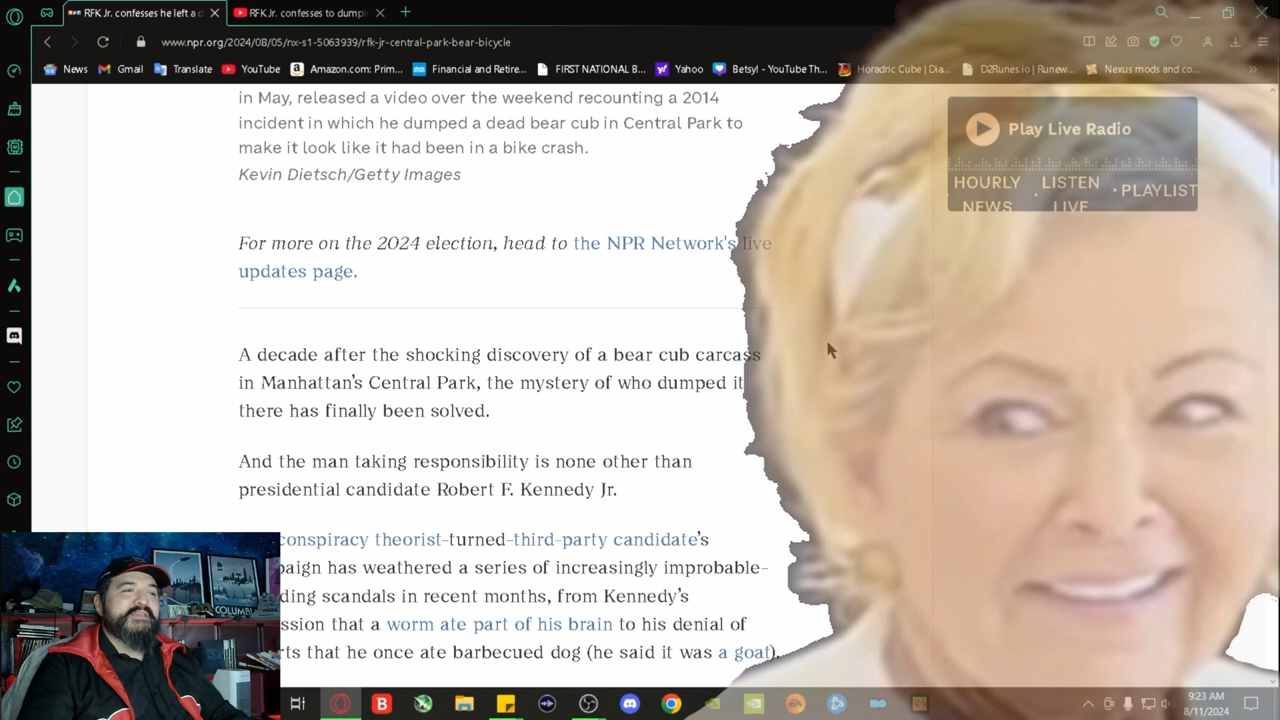 RFK Jr. confesses he left a d
RFK Jr. confesses to dumpi
www.npr.org/2024/08/05/nx-s1-5063939/rfk-jr-central-park-bear-bicycle
News
Gmail
Translate
YouTube
Amazon.com: Prim...
Financial and Retire...
FIRST NATIONAL B...
Yahoo
Betsy! - YouTube Th...
Horadric Cube | Dia...
D2Runes.io | Runew...
Nexus mods and co...
in May, released a video over the weekend recounting a 2014
incident in which he dumped a dead bear cub in Central Park to
make it look like it had been in a bike crash.
Kevin Dietsch/Getty Images
Play Live Radio
HOURLY NEWS
LISTEN LIVE
PLAYLIST
For more on the 2024 election, head to the NPR Network's live
updates page.
A decade after the shocking discovery of a bear cub carcass
in Manhattan's Central Park, the mystery of who dumped it
there has finally been solved.
And the man taking responsibility is none other than
presidential candidate Robert F. Kennedy Jr.
conspiracy theorist-turned-third-party candidate's
paign has weathered a series of increasingly improbable-
ding scandals in recent months, from Kennedy's
ssion that a worm ate part of his brain to his denial of
rts that he once ate barbecued dog (he said it was a goat).
COLUMBI
9:23 AM
8/11/2024